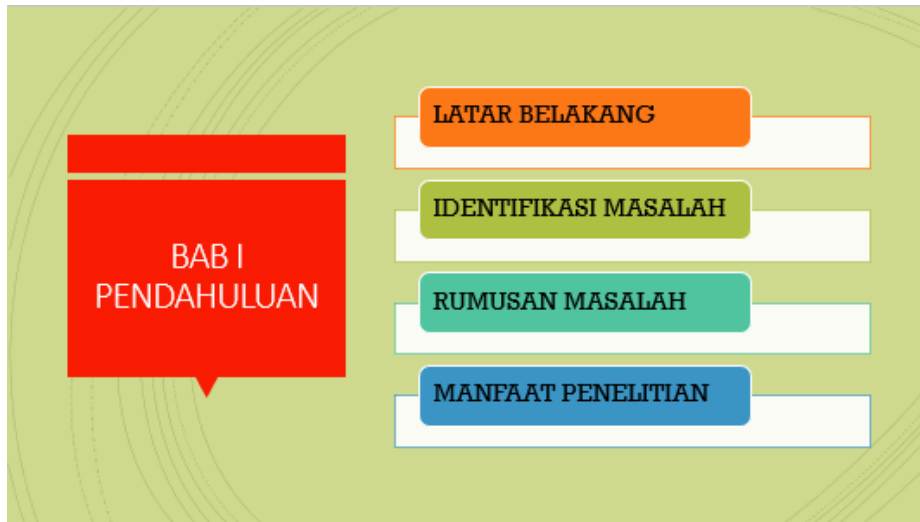 BAB I
PENDAHULUAN
LATAR BELAKANG
IDENTIFIKASI MASALAH
RUMUSAN MASALAH
MANFAAT PENELITIAN